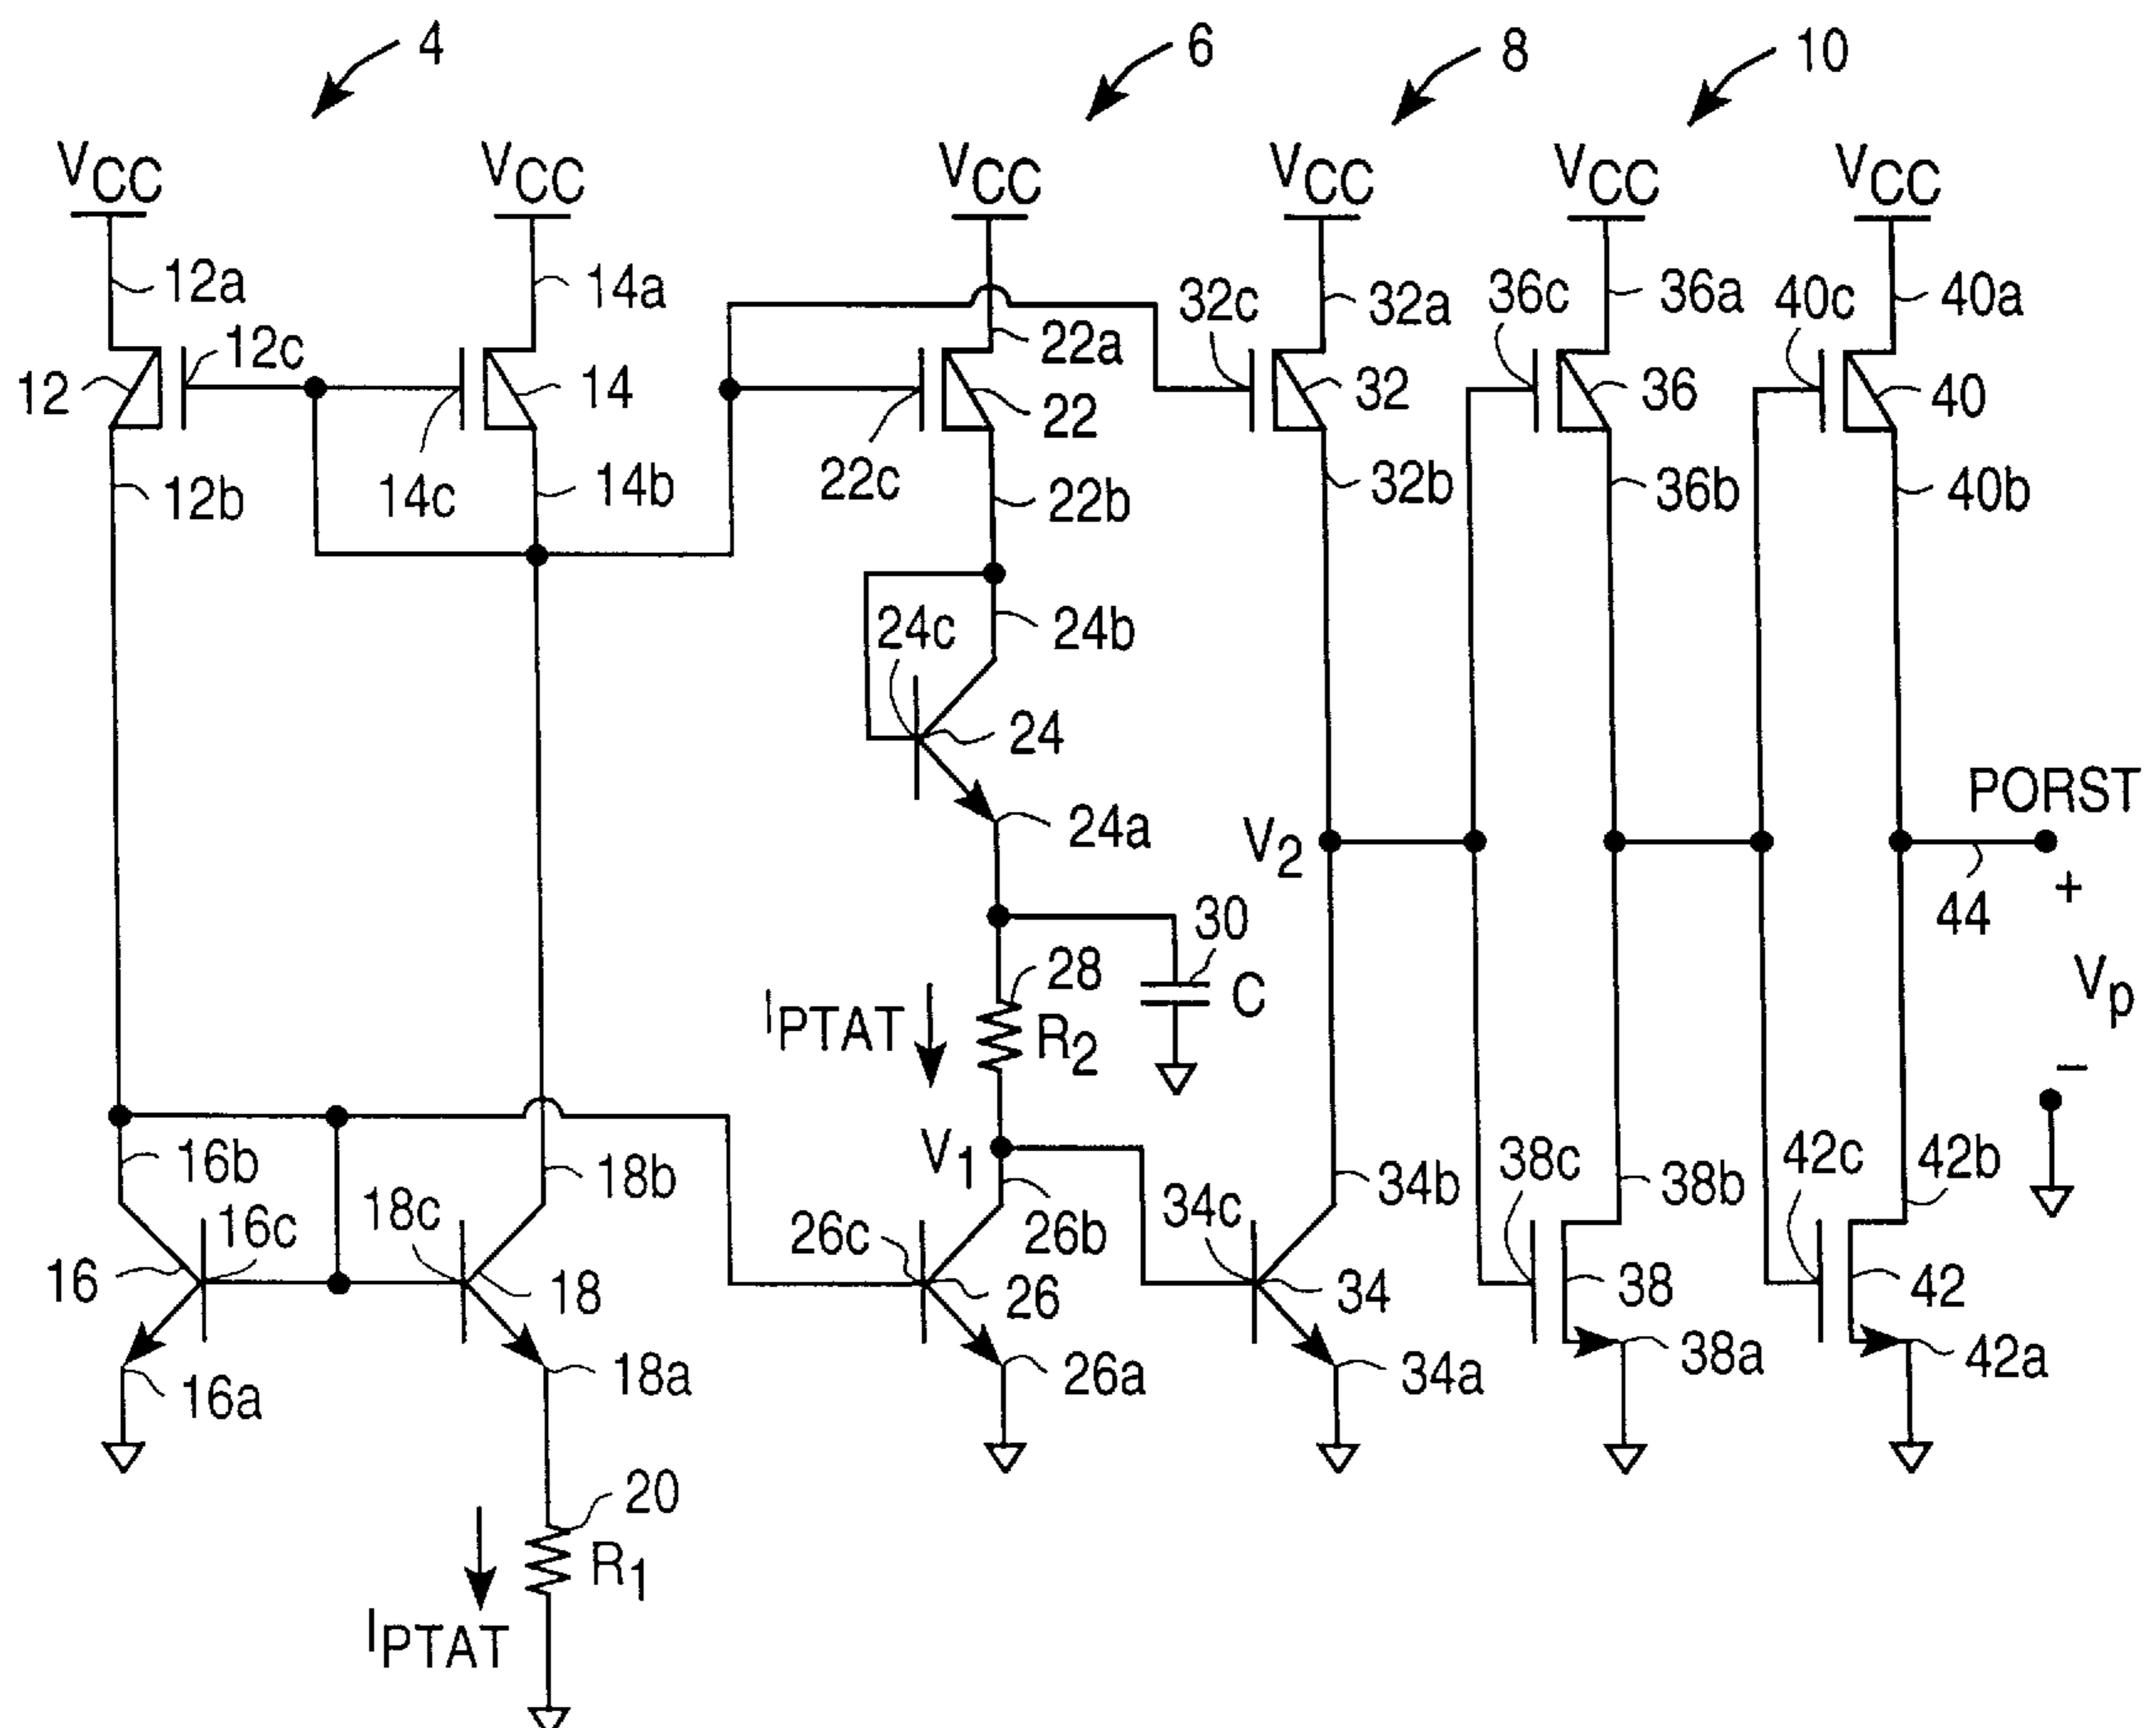 4
6
8
10
VCC
VCC
VCC
VCC
VCC
VCC
12a
14a
22a
32c
32a
36c
36a
40c
40a
12
12c
14
22
32
36
40
12b
14c
14b
22c
22b
32b
36b
40b
24c
24b
24
24a
V2
PORST
44
+
Vp
−
30
C
28
R2
IPTAT
V1
16b
18b
18c
16c
16
18
26c
26b
26
34c
34b
34
38c
38b
38
42c
42b
42
16a
18a
26a
34a
38a
42a
20
R1
IPTAT